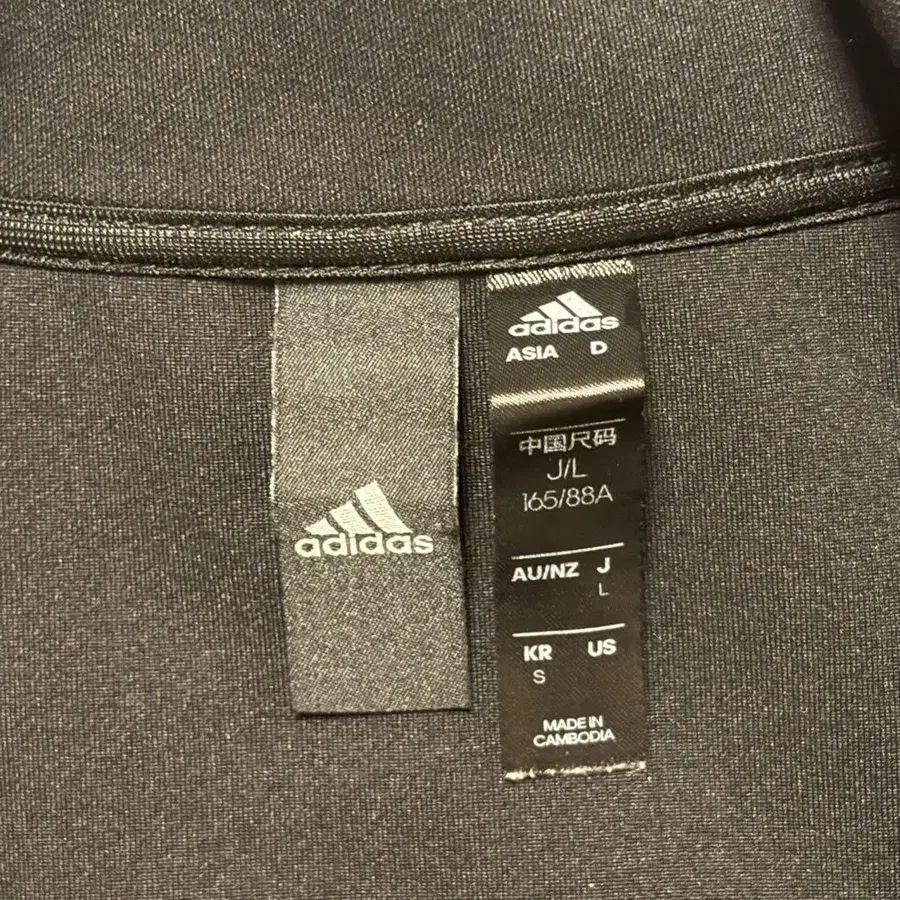 adidas
adidas
ASIA D
中国尺码
J/L
165/88A
AU/NZ J
L
KR US
S
MADE IN
CAMBODIA